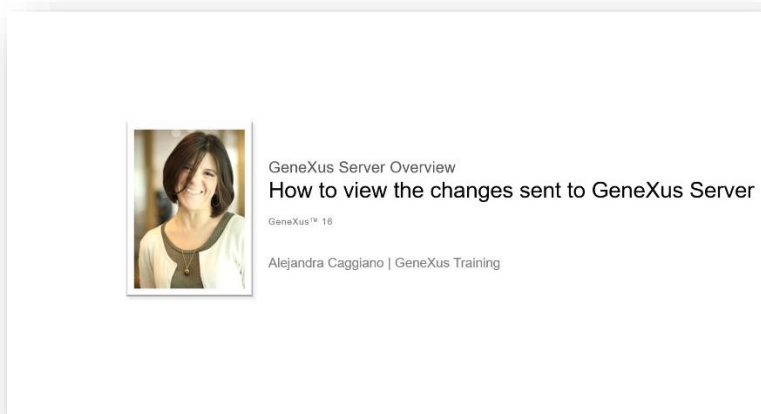 GeneXus Server Overview
How to view the changes sent to GeneXus Server
GeneXus™ 16
Alejandra Caggiano | GeneXus Training